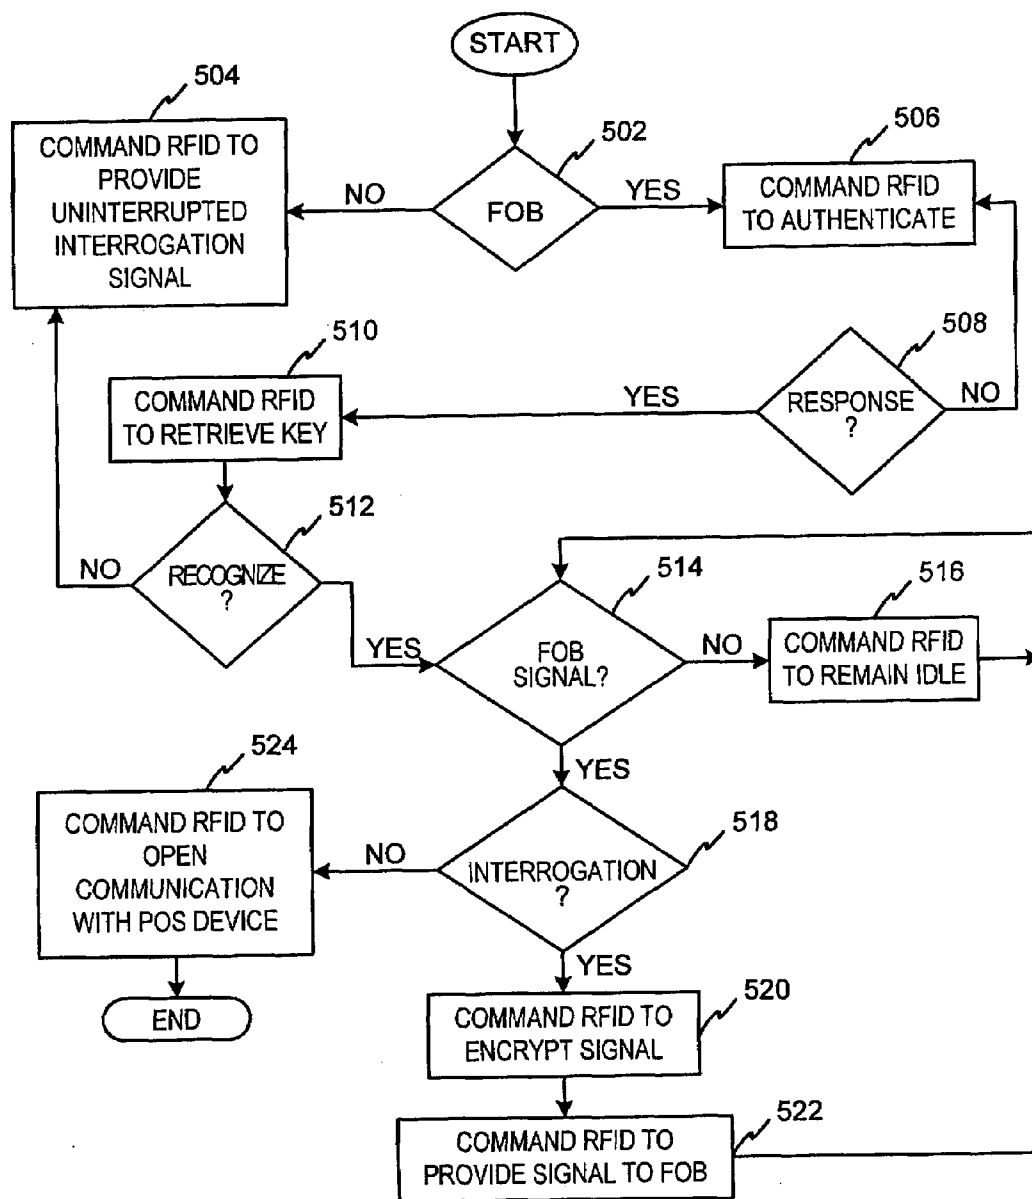 START
504
COMMAND RFID TO
PROVIDE
UNINTERRUPTED
INTERROGATION
SIGNAL
NO
502
FOB
YES
506
COMMAND RFID
TO AUTHENTICATE
510
COMMAND RFID
TO RETRIEVE KEY
YES
508
RESPONSE
?
NO
512
NO
RECOGNIZE
?
YES
514
FOB
SIGNAL?
NO
516
COMMAND RFID
TO REMAIN IDLE
YES
524
COMMAND RFID TO
OPEN
COMMUNICATION
WITH POS DEVICE
NO
518
INTERROGATION
?
YES
END
520
COMMAND RFID TO
ENCRYPT SIGNAL
522
COMMAND RFID TO
PROVIDE SIGNAL TO FOB